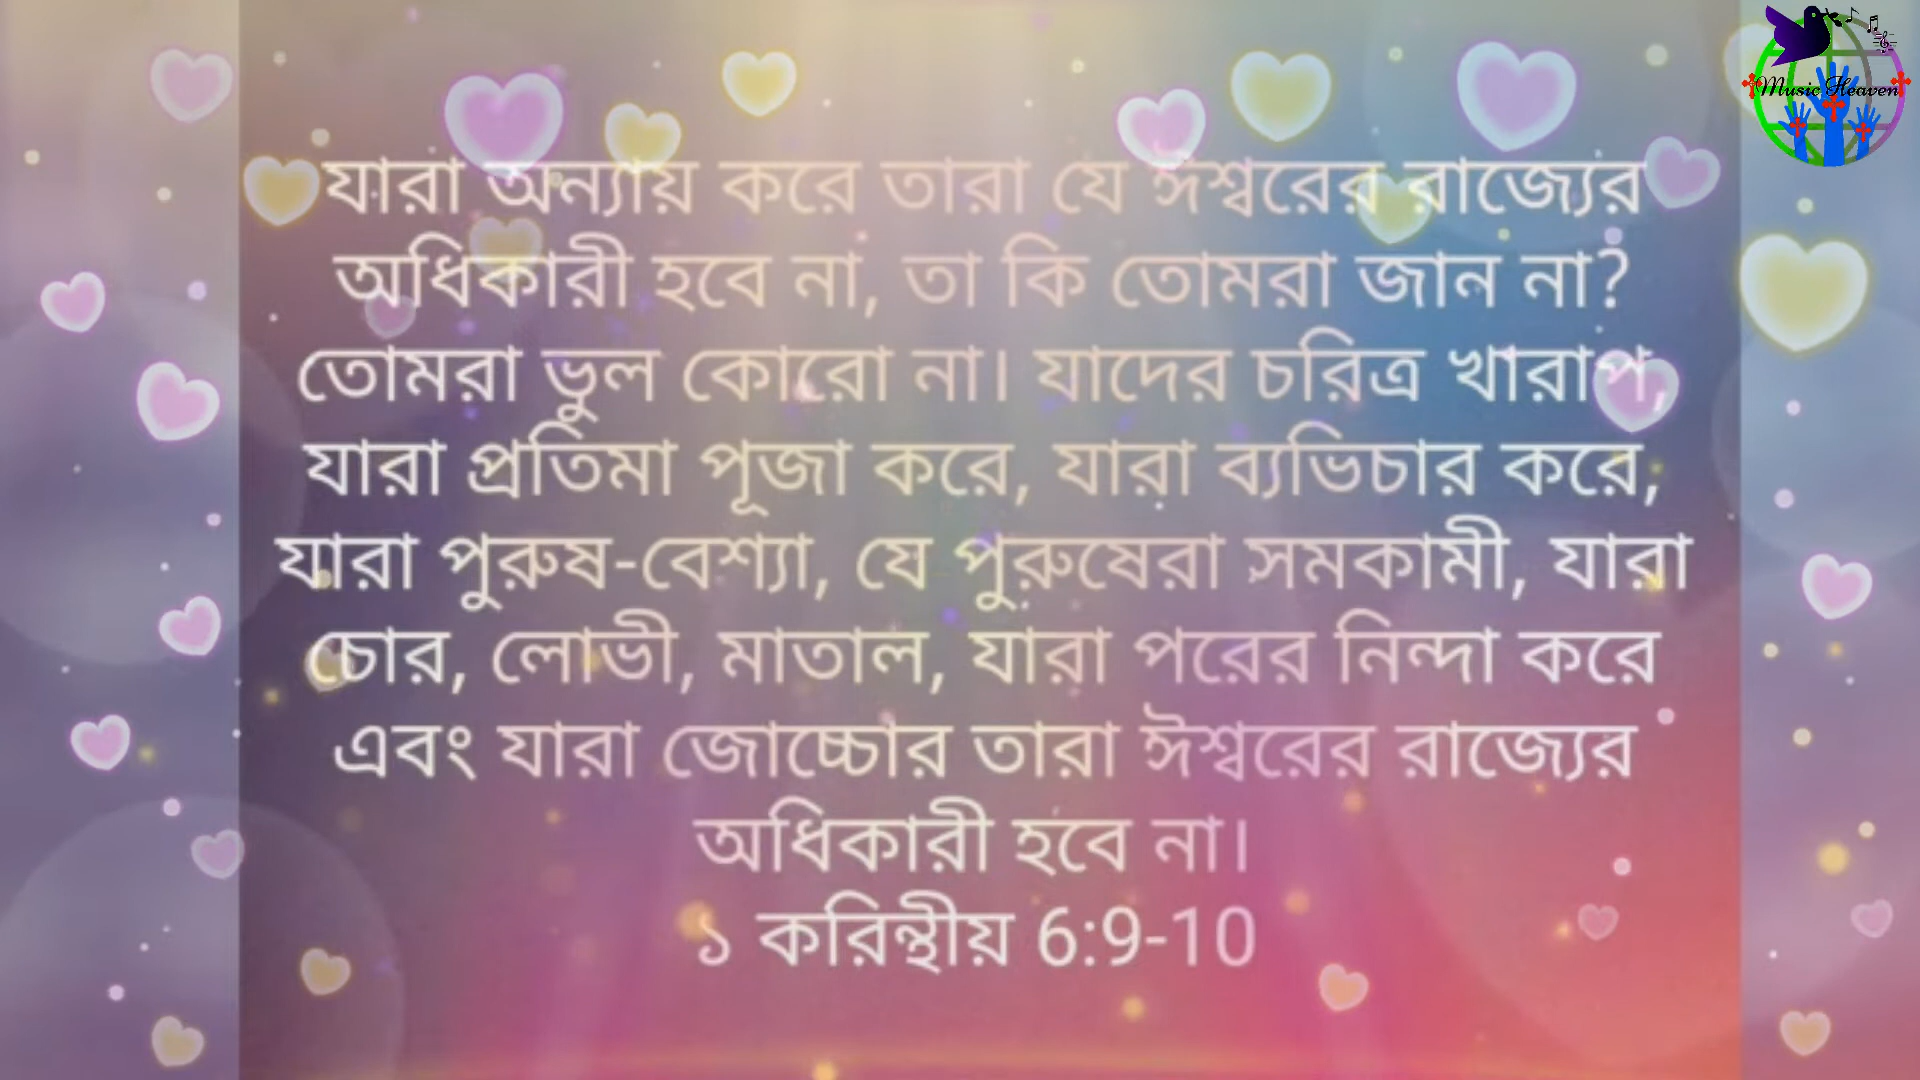 Music Heaven
যারা অন্যায় করে তারা যে ঈশ্বরের রাজ্যের
অধিকারী হবে না, তা কি তোমরা জান না?
তোমরা ভুল কোরো না। যাদের চরিত্র খারাপ,
যারা প্রতিমা পূজা করে, যারা ব্যভিচার করে,
যারা পুরুষ-বেশ্যা, যে পুরুষেরা সমকামী, যারা
চোর, লোভী, মাতাল, যারা পরের নিন্দা করে
এবং যারা জোচ্চোর তারা ঈশ্বরের রাজ্যের
অধিকারী হবে না।
১ করিন্থীয় 6:9-10